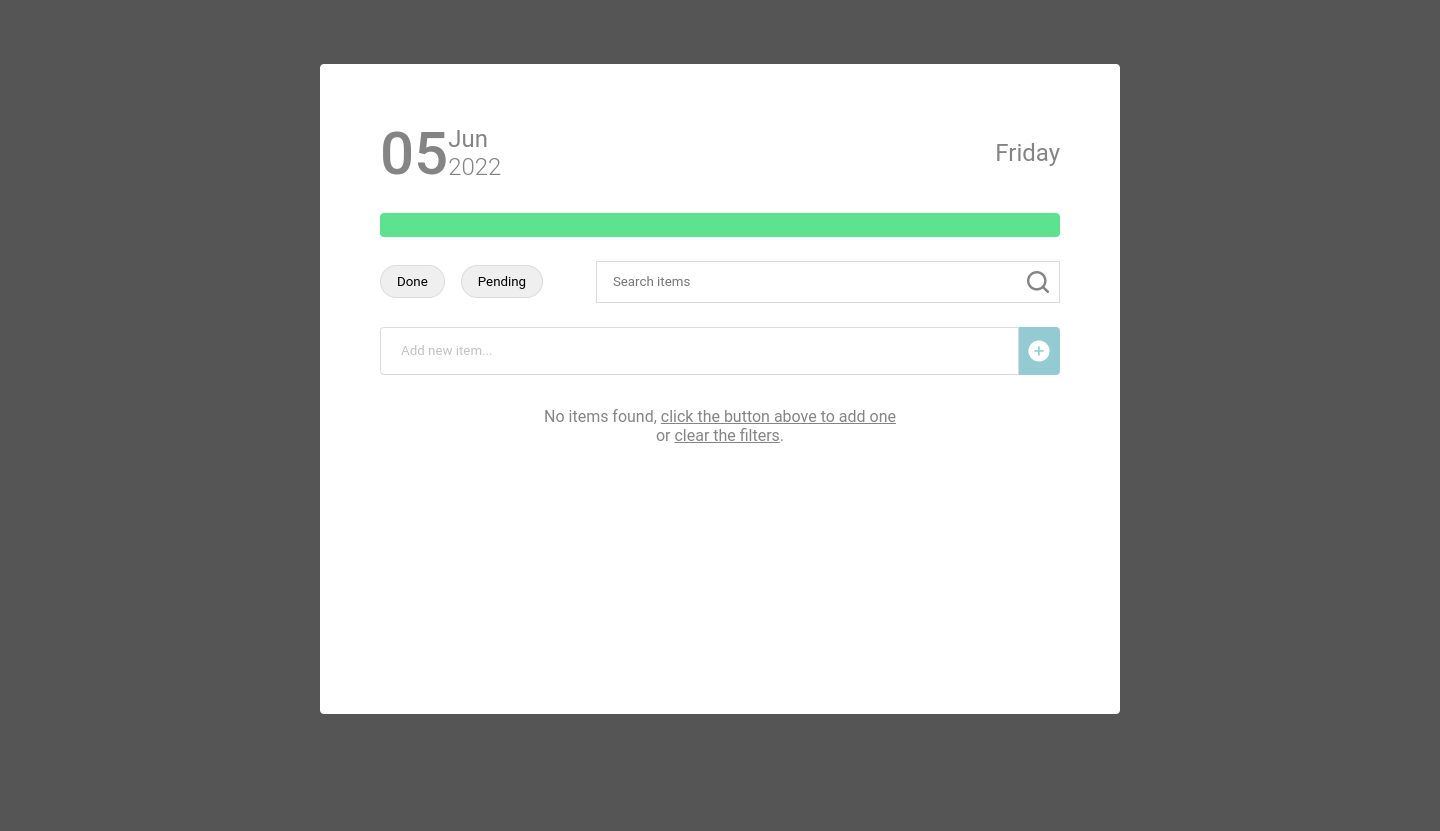 05 Jun
2022
Friday
Done Pending Search items
Add new item...
No items found, click the button above to add one
or clear the filters.